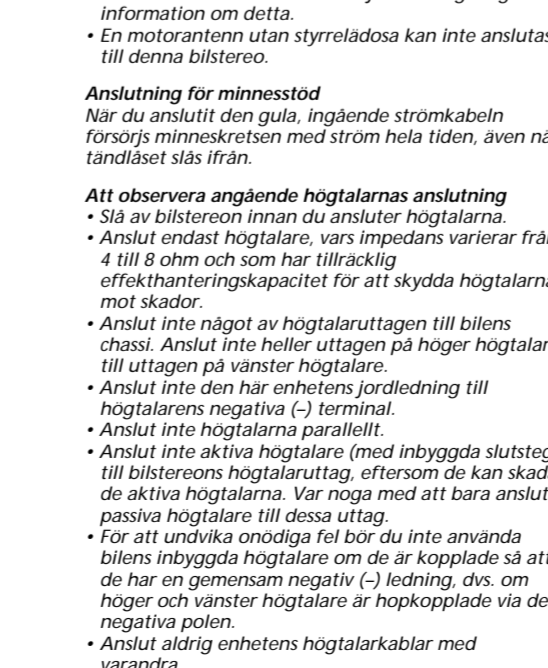 information om detta.
• En motorantenn utan styrrelädosa kan inte anslutas
till denna bilstereo.
Anslutning för minnesstöd
När du anslutit den gula, ingående strömkabeln
försörjs minneskretsen med ström hela tiden, även nä
tändlåset slås ifrån.
Att observera angående högtalarnas anslutning
• Slå av bilstereon innan du ansluter högtalarna.
• Anslut endast högtalare, vars impedans varierar frår
4 till 8 ohm och som har tillräcklig
effekthanteringskapacitet för att skydda högtalarna
mot skador.
• Anslut inte något av högtalaruttagen till bilens
chassi. Anslut inte heller uttagen på höger högtalar
till uttagen på vänster högtalare.
• Anslut inte den här enhetens jordledning till
högtalarens negativa (–) terminal.
• Anslut inte högtalarna parallellt.
• Anslut inte aktiva högtalare (med inbyggda slutsteg
till bilstereons högtalaruttag, eftersom de kan skada
de aktiva högtalarna. Var noga med att bara anslut
passiva högtalare till dessa uttag.
• För att undvika onödiga fel bör du inte använda
bilens inbyggda högtalare om de är kopplade så att
de har en gemensam negativ (–) ledning, dvs. om
höger och vänster högtalare är hopkopplade via de
negativa polen.
• Anslut aldrig enhetens högtalarkablar med
varandra